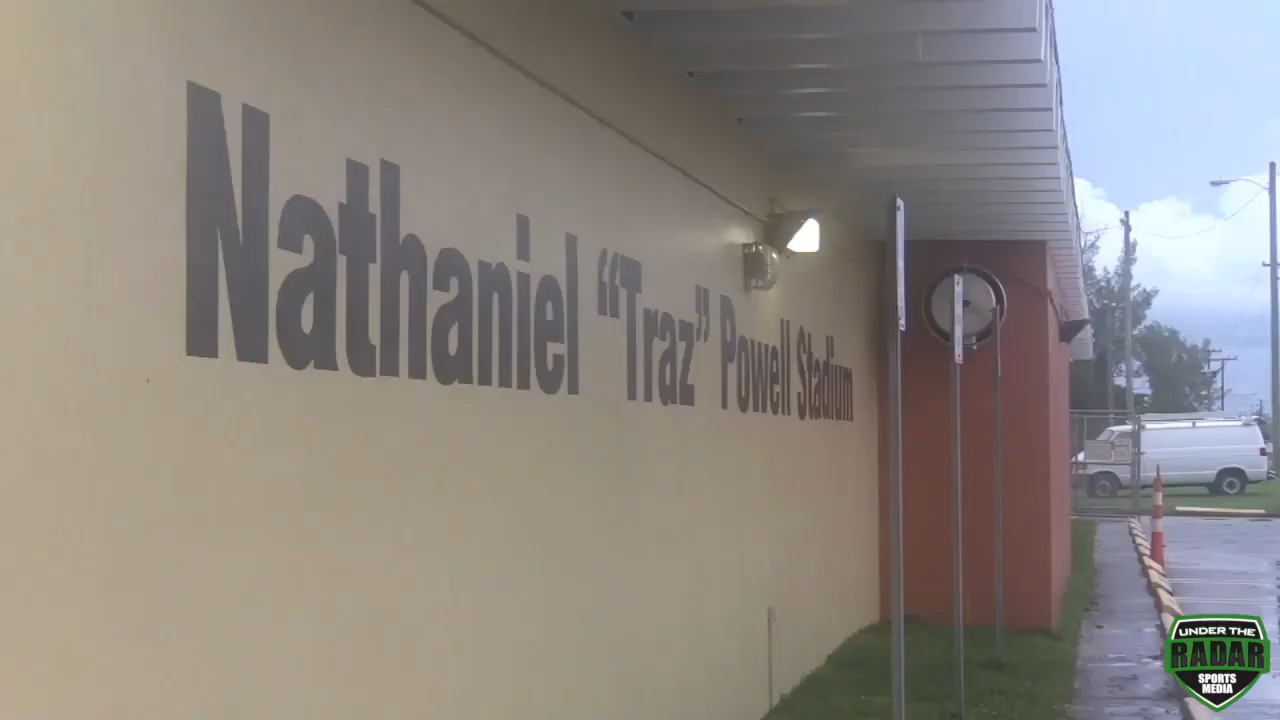 Nathaniel “Traz” Powell Stadium
UNDER THE
RADAR
SPORTS
MEDIA